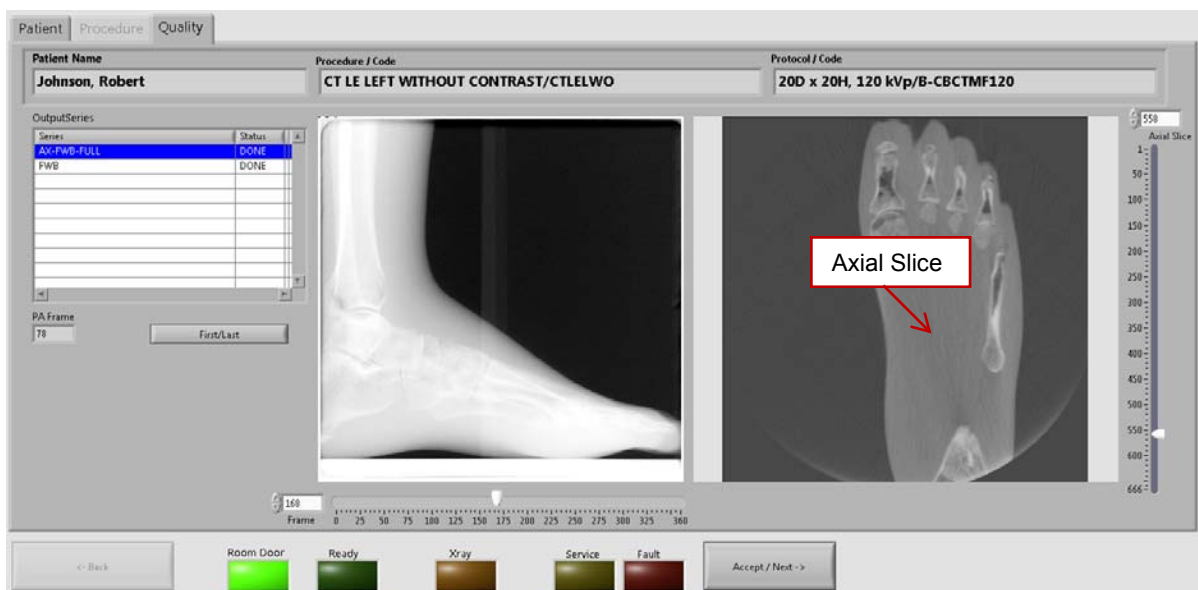 Patient Procedure Quality
Patient Name
Johnson, Robert
Procedure / Code
CT LE LEFT WITHOUT CONTRAST/CTLELWO
Protocol / Code
20D x 20H, 120 kVp/B-CBCTMF120
OutputSeries
Series Status
AX-FWB-FULL DONE
FWB DONE
PA Frame
78
First/Last
Axial Slice
550
Axial Slice
1
50
100
150
200
250
300
350
400
450
500
550
600
666
160
Frame 0 25 50 75 100 125 150 175 200 225 250 275 300 325 360
<- Back
Room Door Ready Xray Service Fault
Accept / Next ->